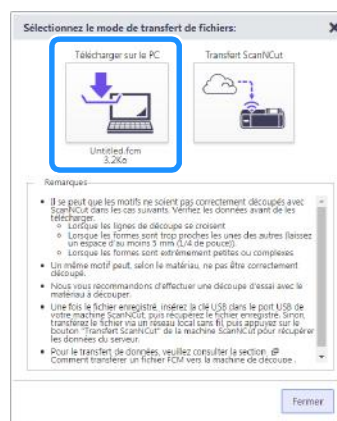 Sélectionnez le mode de transfert de fichiers:
Télécharger sur le PC
Transfert ScanNCut
Untitled.fcm
3.2Ko
Remarques
• Il se peut que les motifs ne soient pas correctement découpés avec
ScanNCut dans les cas suivants. Vérifiez les données avant de les
télécharger.
o Lorsque les lignes de découpe se croisent
o Lorsque les formes sont trop proches les unes des autres (laissez
un espace d'au moins 5 mm (1/4 de pouce)).
o Lorsque les formes sont extrêmement petites ou complexes
• Un même motif peut, selon le matériau, ne pas être correctement
découpé.
• Nous vous recommandons d'effectuer une découpe d'essai avec le
matériau à découper.
• Une fois le fichier enregistré, insérez la clé USB dans le port USB de
votre machine ScanNCut, puis récupérez le fichier enregistré. Sinon,
transférez le fichier via un réseau local sans fil, puis appuyez sur le
bouton "Transfert ScanNCut" de la machine ScanNCut pour récupérer
les données du serveur.
• Pour le transfert de données, veuillez consulter la section.
Comment transférer un fichier FCM vers la machine de découpe .
Fermer